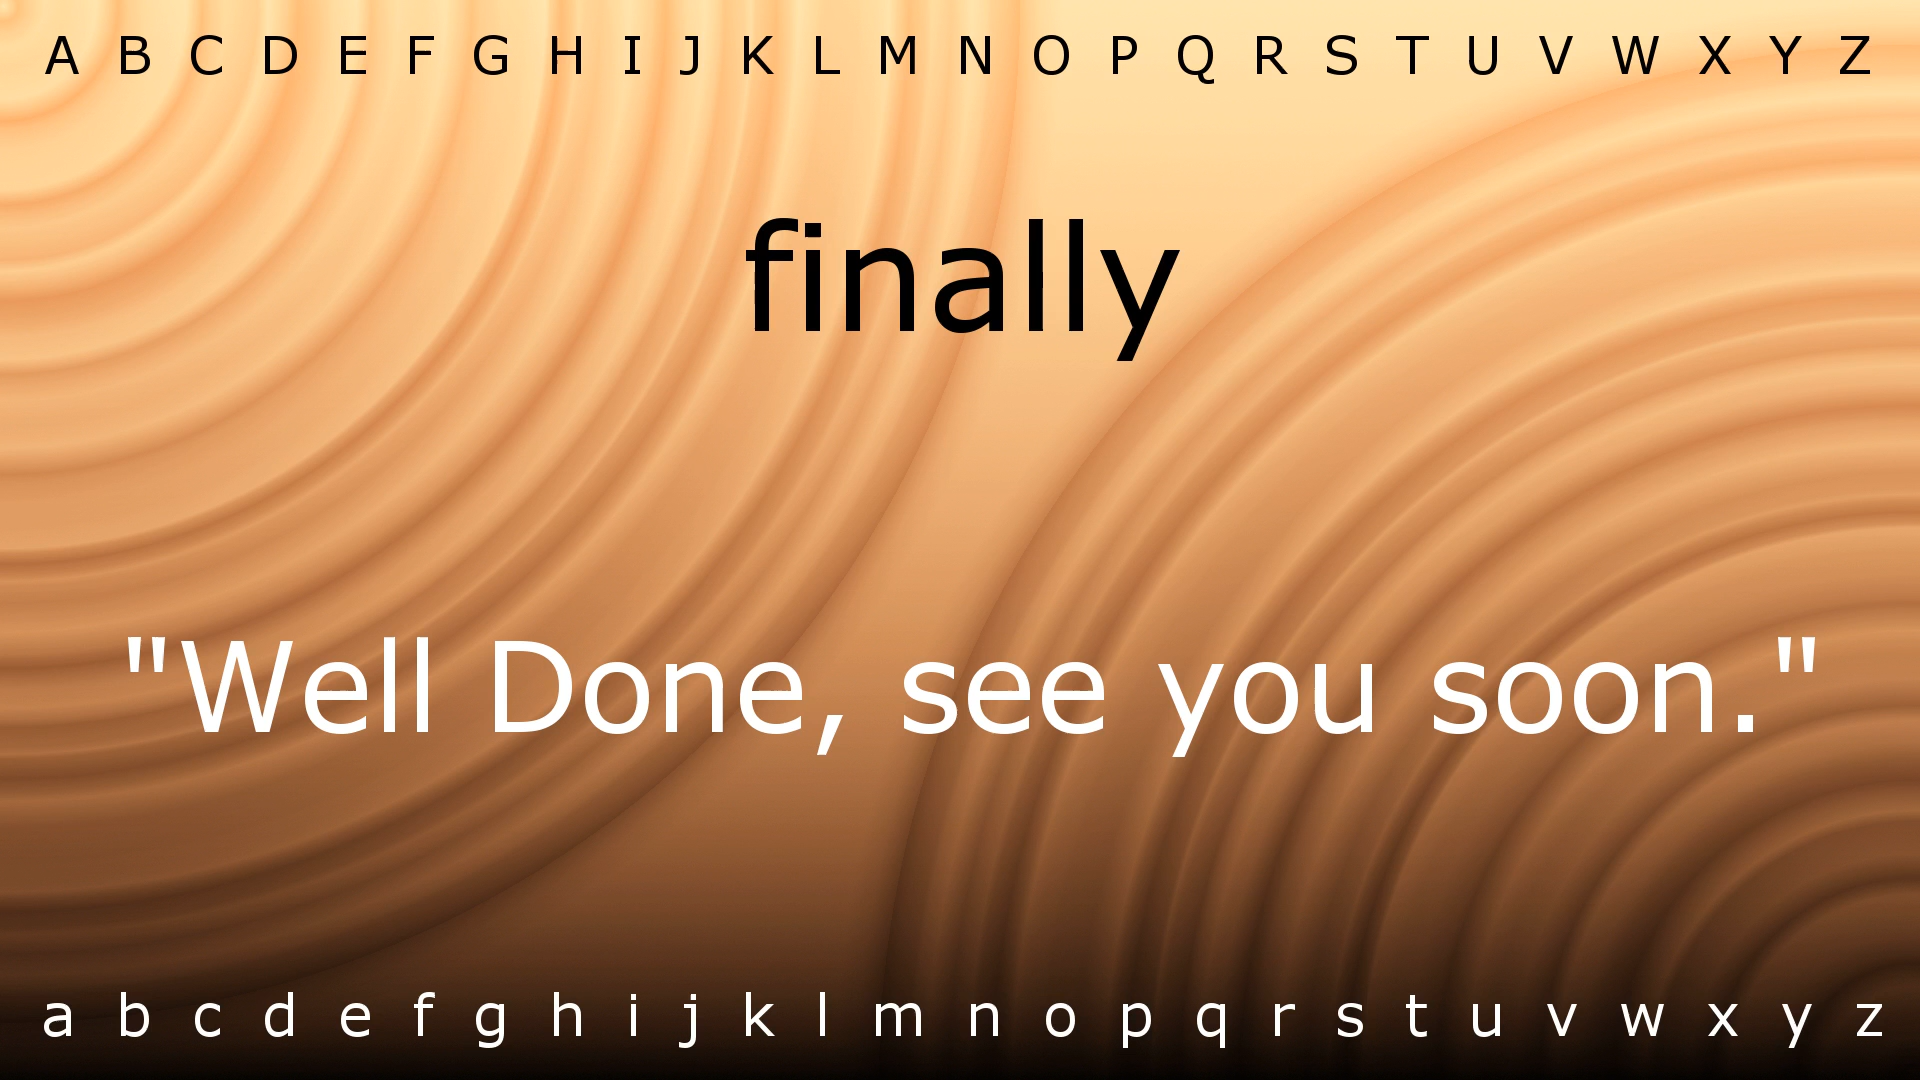 A B C D E F G H I J K L M N O P Q R S T U V W X Y Z
finally
"Well Done, see you soon."
a b c d e f g h i j k l m n o p q r s t u v w x y z